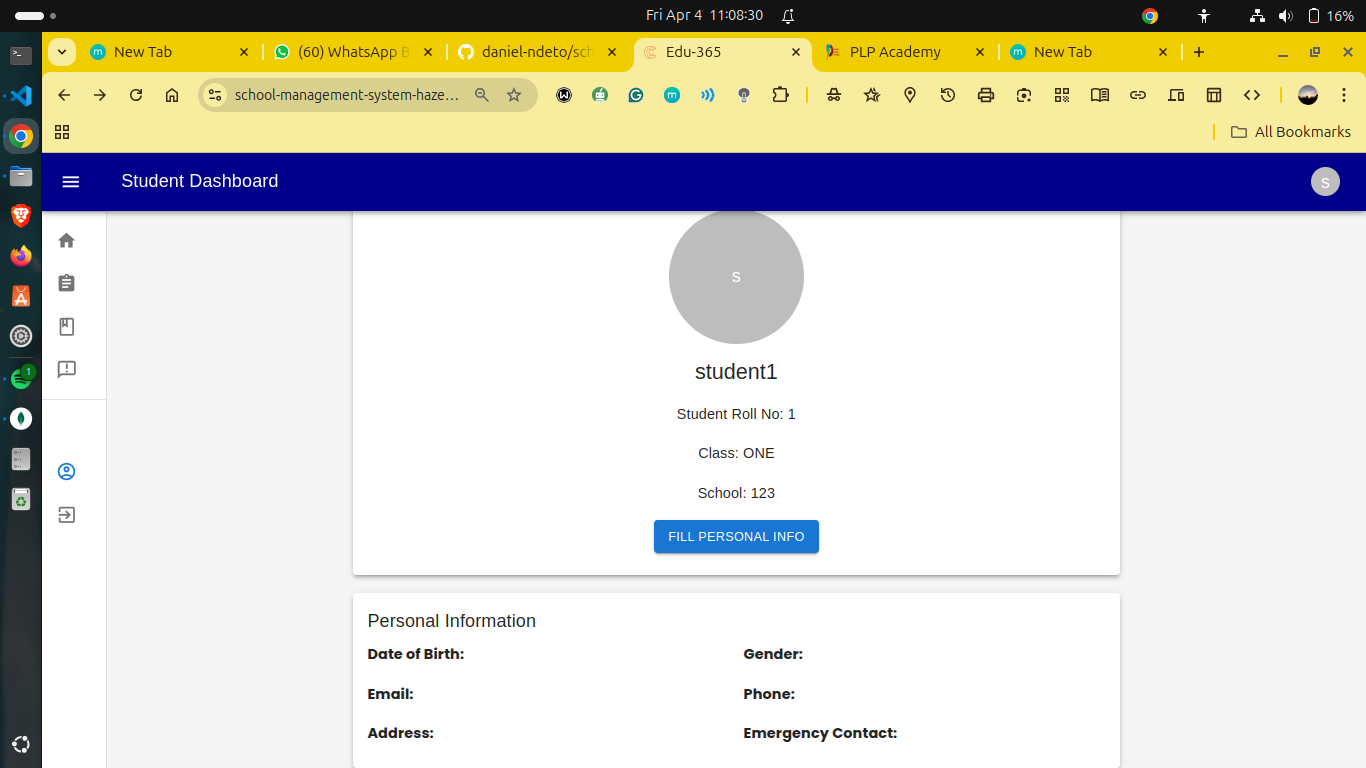 Fri Apr 4 11:08:30
16%
New Tab
(60) WhatsApp B
daniel-ndeto/sch
Edu-365
PLP Academy
New Tab
school-management-system-haze...
All Bookmarks
Student Dashboard
s
1
s
student1
Student Roll No: 1
Class: ONE
School: 123
FILL PERSONAL INFO
Personal Information
Date of Birth:
Gender:
Email:
Phone:
Address:
Emergency Contact: